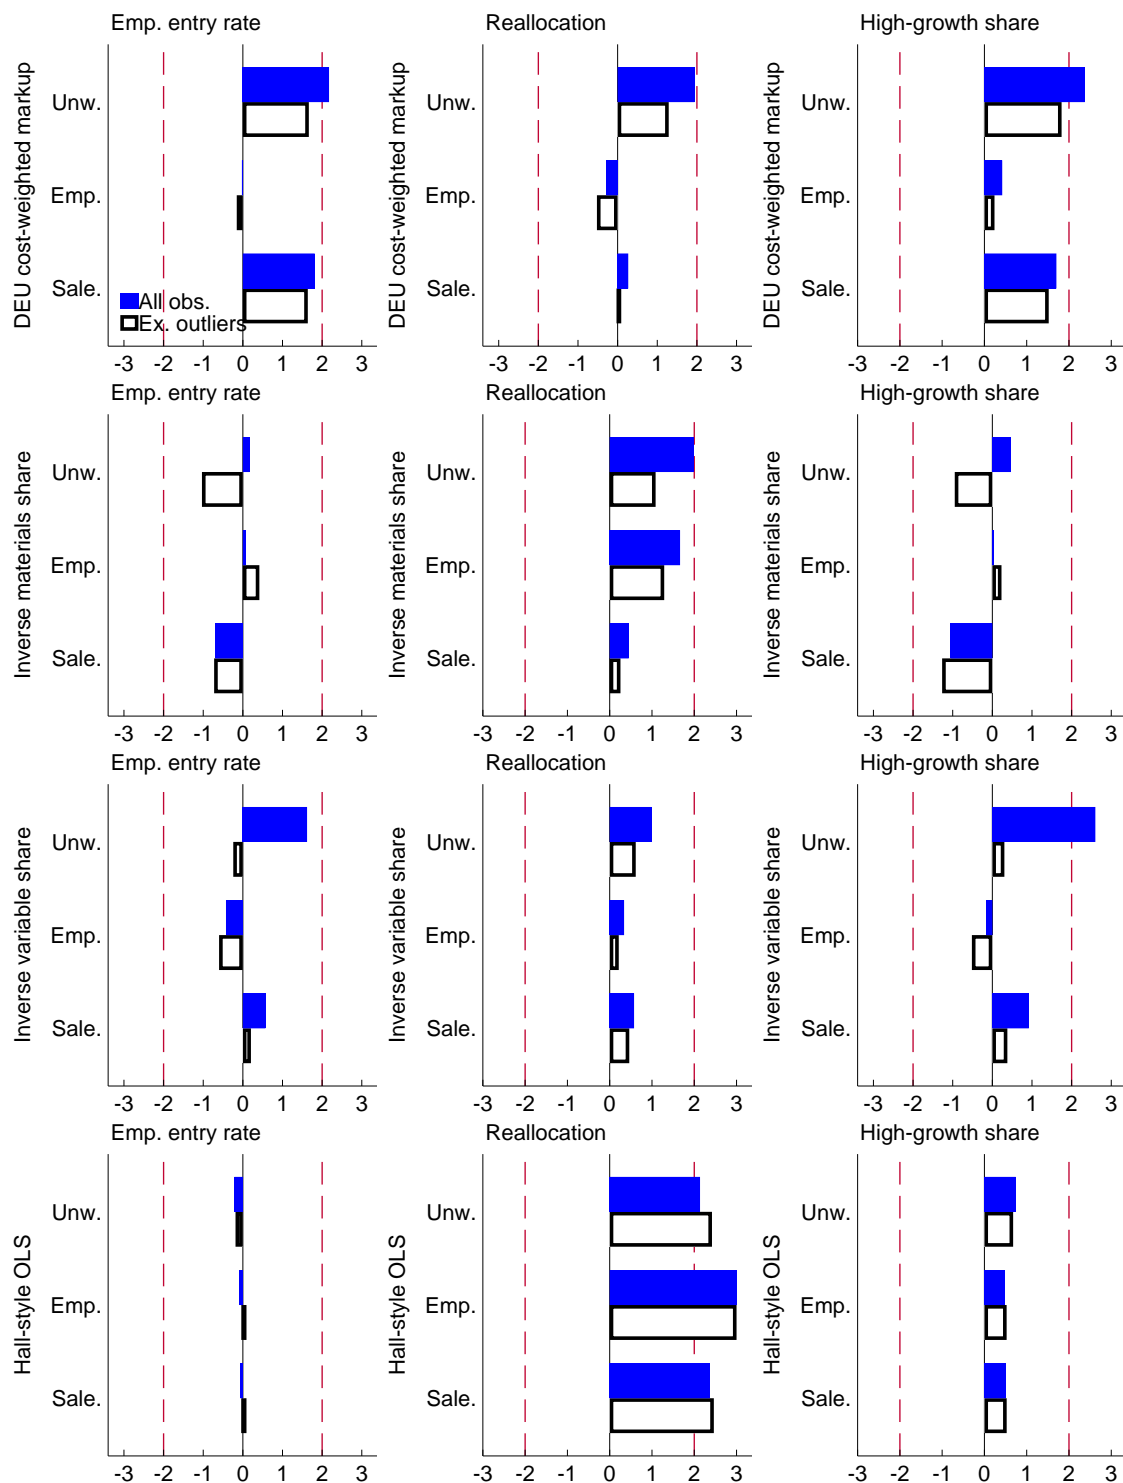 Emp. entry rate
DEU cost-weighted markup
Unw.
Emp.
Sale.
All obs.
Ex. outliers
-3 -2 -1 0 1 2 3
Reallocation
DEU cost-weighted markup
Unw.
Emp.
Sale.
-3 -2 -1 0 1 2 3
High-growth share
DEU cost-weighted markup
Unw.
Emp.
Sale.
-3 -2 -1 0 1 2 3
Emp. entry rate
Inverse materials share
Unw.
Emp.
Sale.
-3 -2 -1 0 1 2 3
Reallocation
Inverse materials share
Unw.
Emp.
Sale.
-3 -2 -1 0 1 2 3
High-growth share
Inverse materials share
Unw.
Emp.
Sale.
-3 -2 -1 0 1 2 3
Emp. entry rate
Inverse variable share
Unw.
Emp.
Sale.
-3 -2 -1 0 1 2 3
Reallocation
Inverse variable share
Unw.
Emp.
Sale.
-3 -2 -1 0 1 2 3
High-growth share
Inverse variable share
Unw.
Emp.
Sale.
-3 -2 -1 0 1 2 3
Emp. entry rate
Hall-style OLS
Unw.
Emp.
Sale.
-3 -2 -1 0 1 2 3
Reallocation
Hall-style OLS
Unw.
Emp.
Sale.
-3 -2 -1 0 1 2 3
High-growth share
Hall-style OLS
Unw.
Emp.
Sale.
-3 -2 -1 0 1 2 3